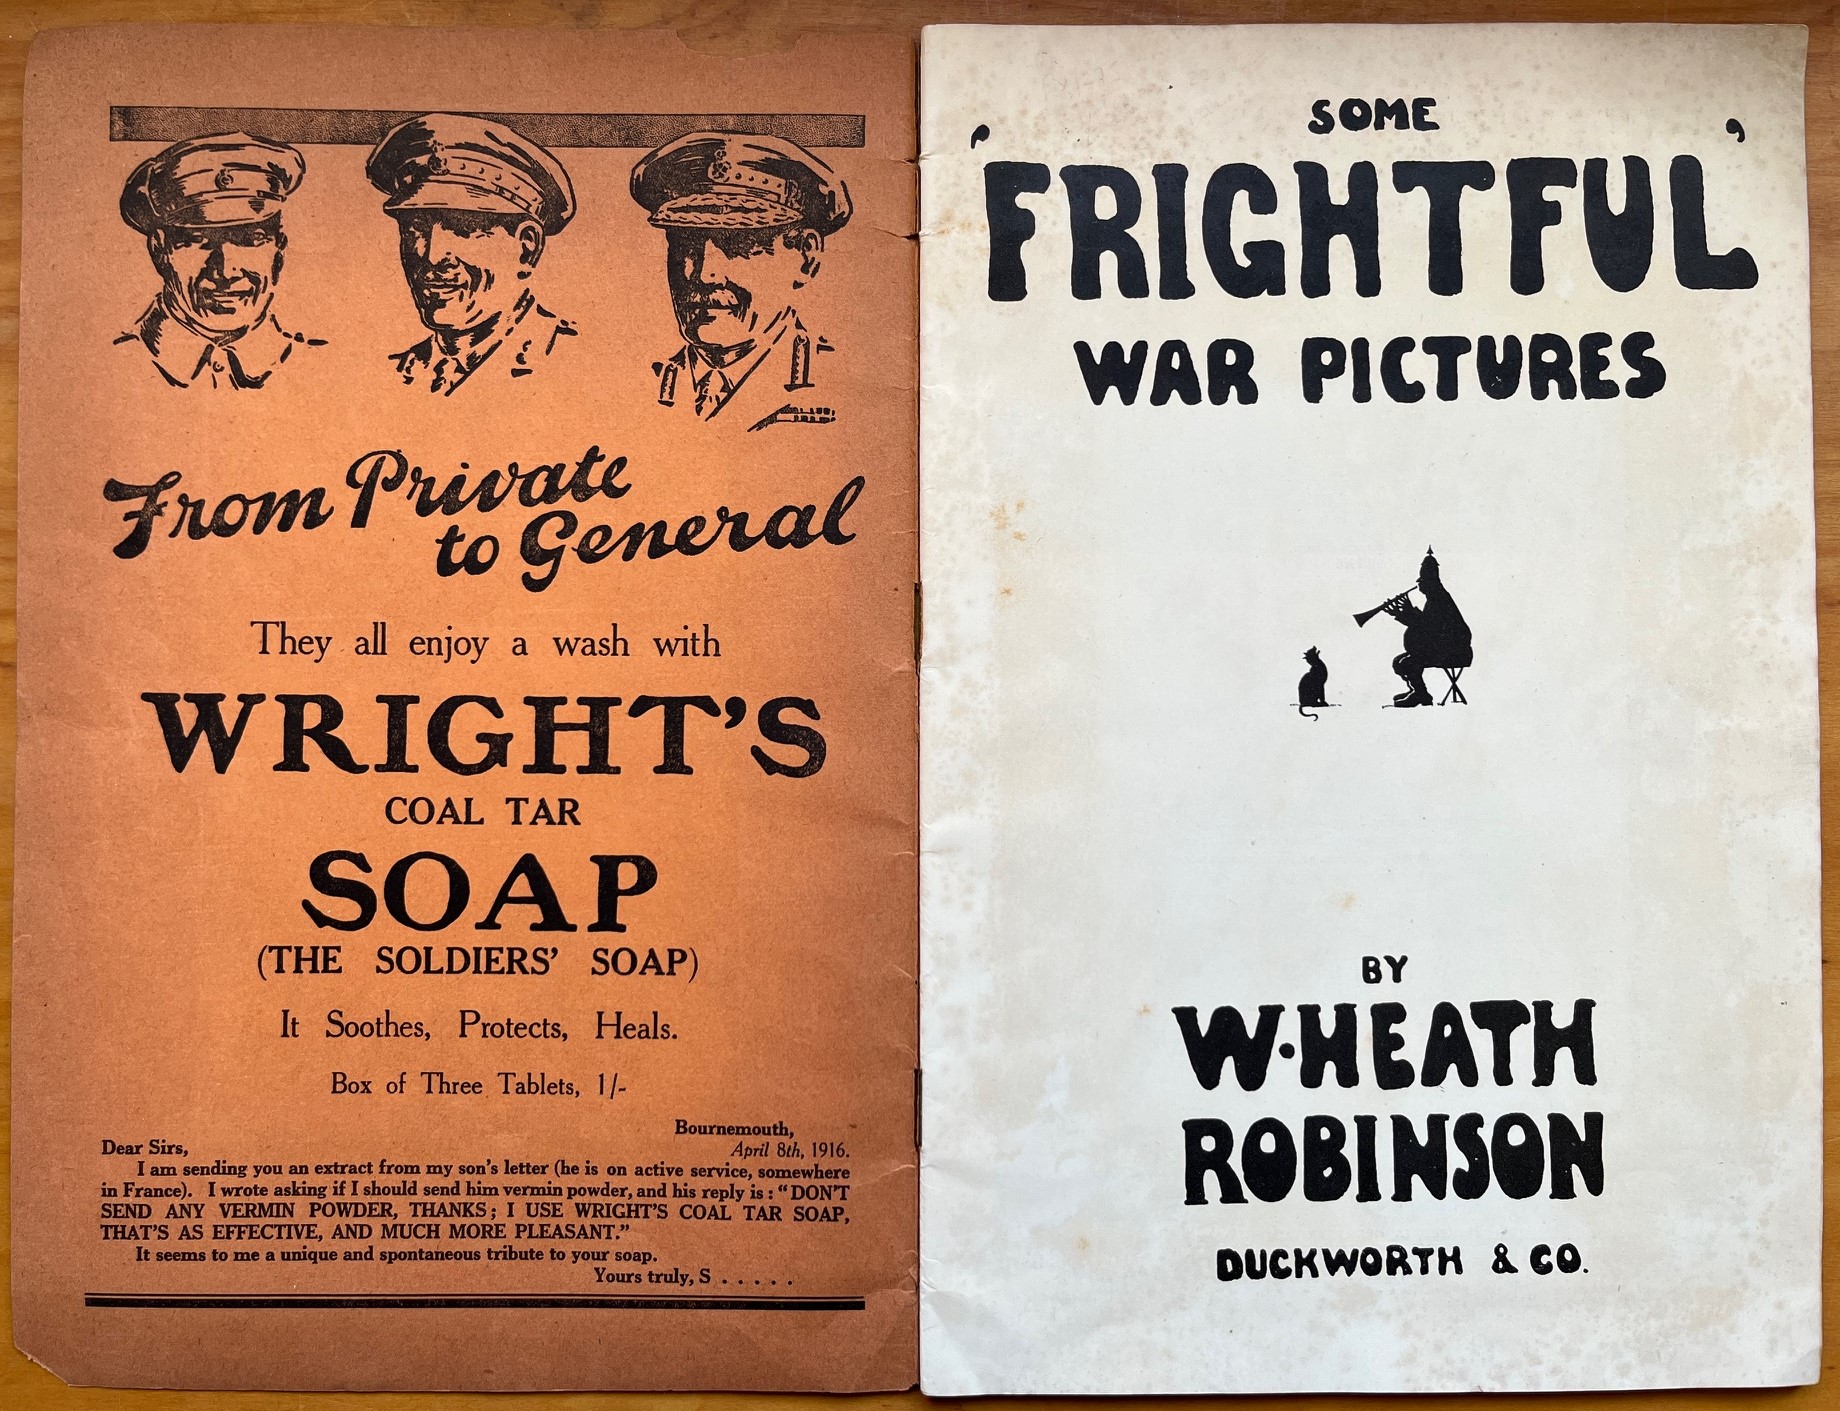 From Private
to General
They all enjoy a wash with
WRIGHT'S
COAL TAR
SOAP
(THE SOLDIERS' SOAP)
It Soothes, Protects, Heals.
Box of Three Tablets, 1/-
Bournemouth,
Dear Sirs, April 8th, 1916.
I am sending you an extract from my son's letter (he is on active service, somewhere
in France). I wrote asking if I should send him vermin powder, and his reply is: "DON'T
SEND ANY VERMIN POWDER, THANKS; I USE WRIGHT'S COAL TAR SOAP,
THAT'S AS EFFECTIVE, AND MUCH MORE PLEASANT."
It seems to me a unique and spontaneous tribute to your soap.
Yours truly, S . . . . .
SOME
'FRIGHTFUL'
WAR PICTURES
BY
W·HEATH
ROBINSON
DUCKWORTH & CO.